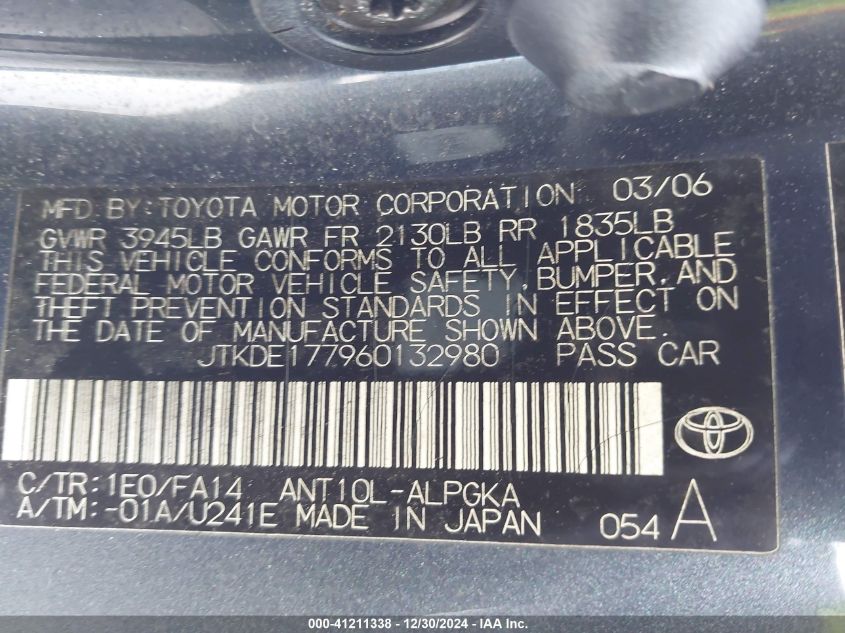 MFD BY: TOYOTA MOTOR CORPORATION 03/06
GVWR 3945LB GAWR FR 2130LB RR 1835LB
THIS VEHICLE CONFORMS TO ALL APPLICABLE
FEDERAL MOTOR VEHICLE SAFETY, BUMPER, AND
THEFT PREVENTION STANDARDS IN EFFECT ON
THE DATE OF MANUFACTURE SHOWN ABOVE.
JTKDE177960132980 PASS CAR
C/TR: 1E0/FA14 ANT10L-ALPGKA
A/TM: -01A/U241E MADE IN JAPAN 054 A
000-41211338 - 12/30/2024 - IAA Inc.